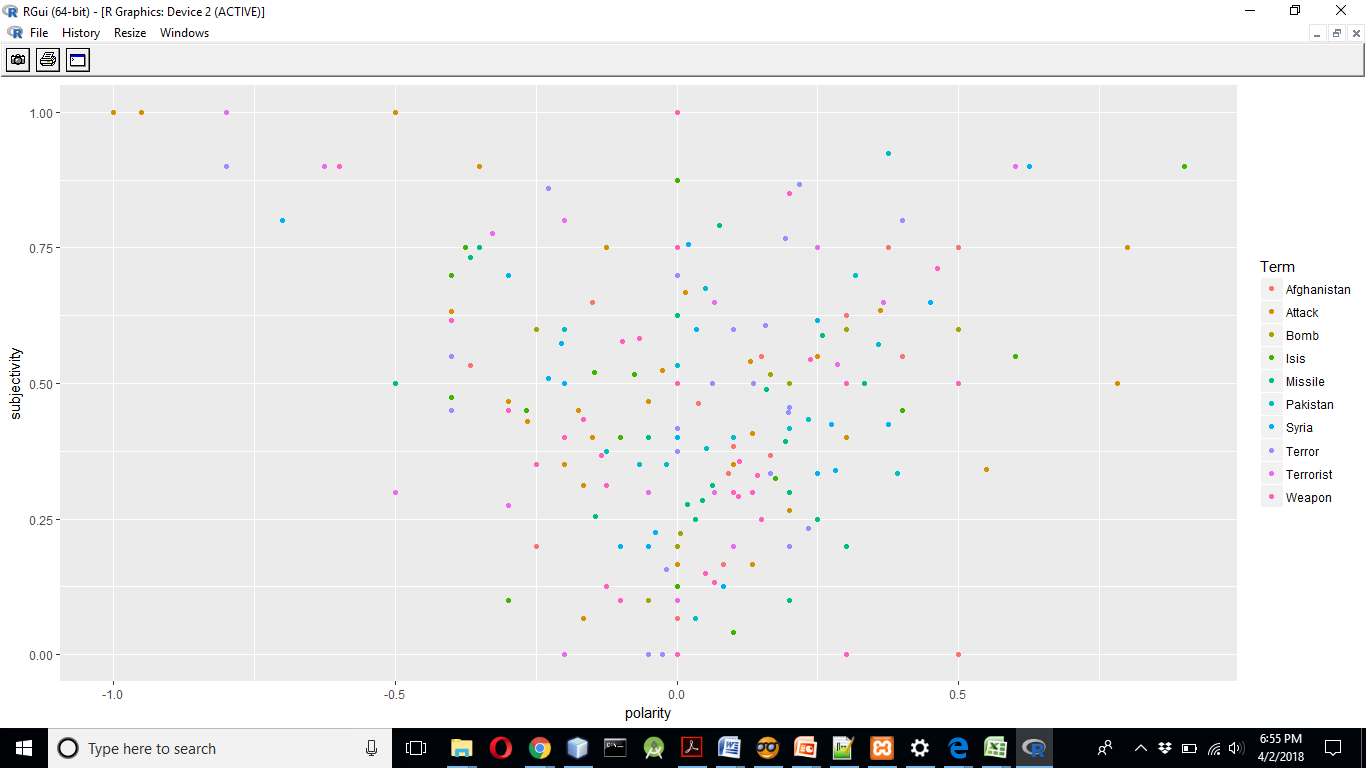 RGui (64-bit) - [R Graphics: Device 2 (ACTIVE)]
File History Resize Windows
1.00
0.75
0.50
0.25
0.00
subjectivity
-1.0 -0.5 0.0 0.5
polarity
Term
Afghanistan
Attack
Bomb
Isis
Missile
Pakistan
Syria
Terror
Terrorist
Weapon
Type here to search
6:55 PM
4/2/2018